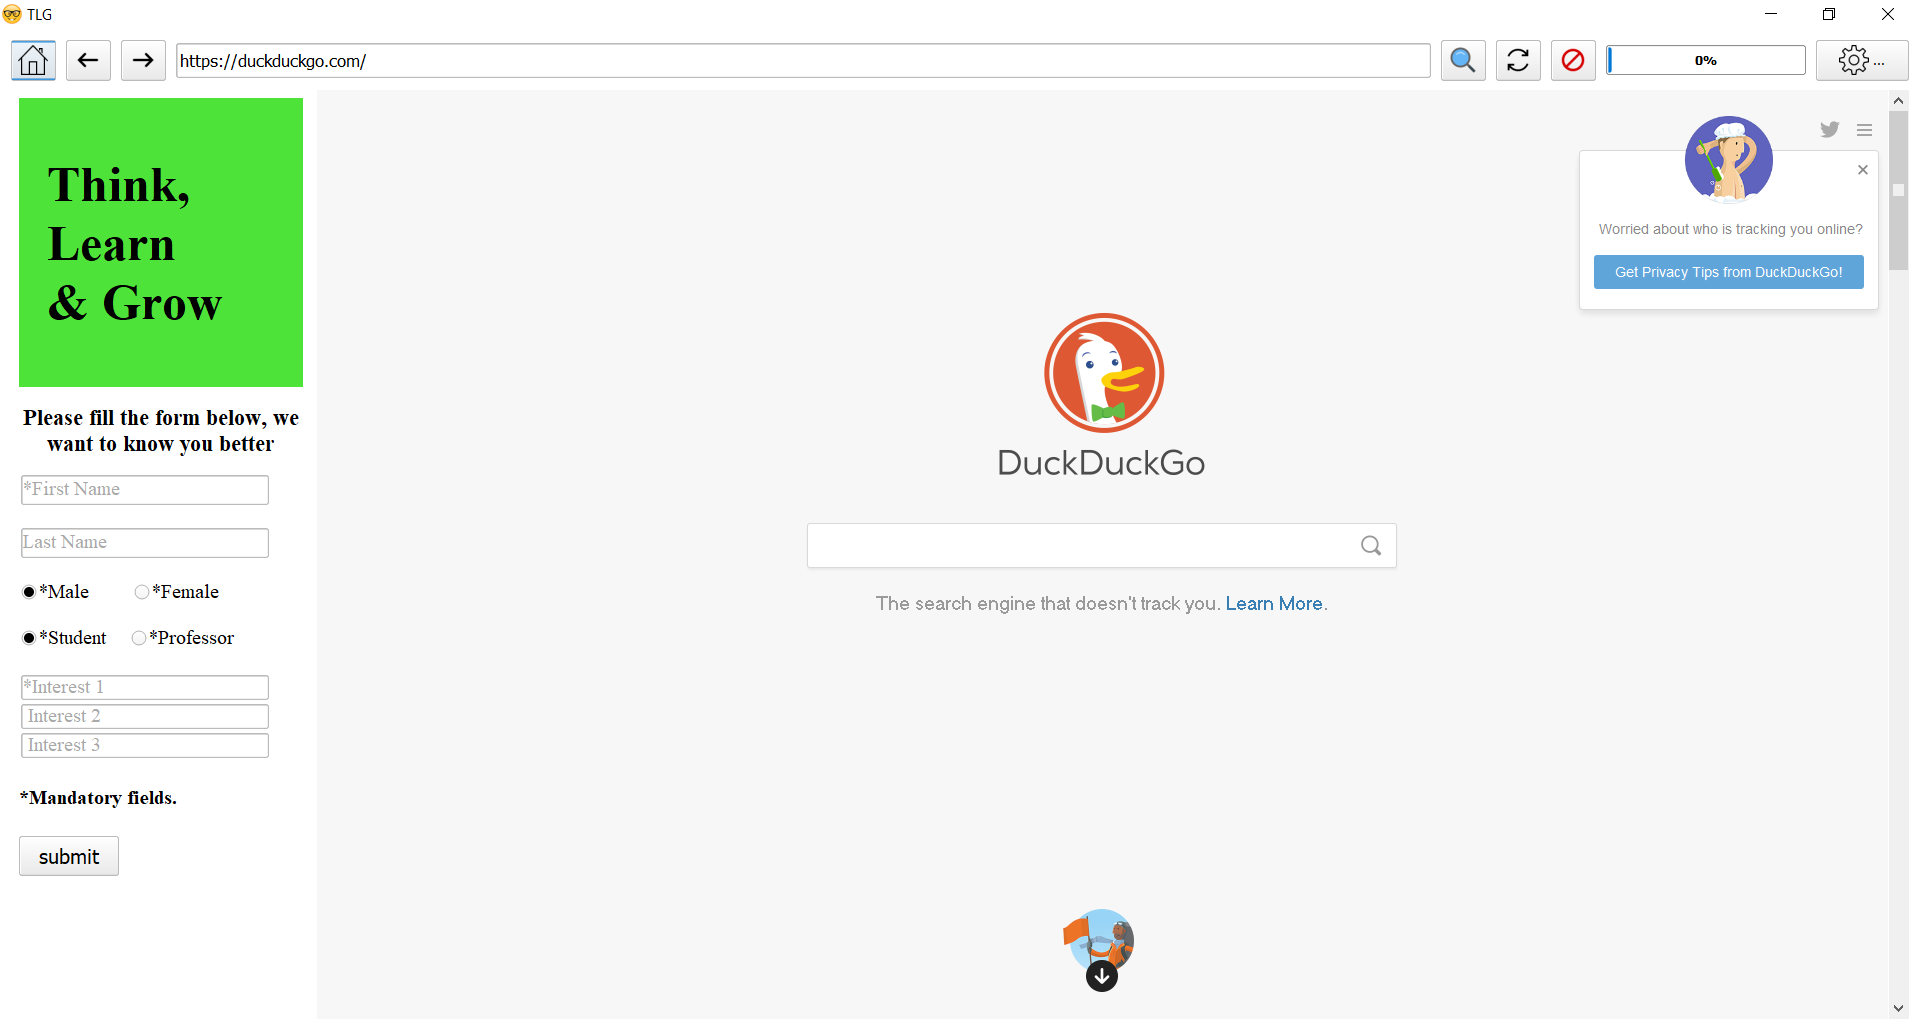 TLG
https://duckduckgo.com/
0%
...
Think,
Learn
& Grow
Please fill the form below, we
want to know you better
*First Name
Last Name
*Male *Female
*Student *Professor
*Interest 1
Interest 2
Interest 3
*Mandatory fields.
submit
Worried about who is tracking you online?
Get Privacy Tips from DuckDuckGo!
DuckDuckGo
The search engine that doesn't track you. Learn More.